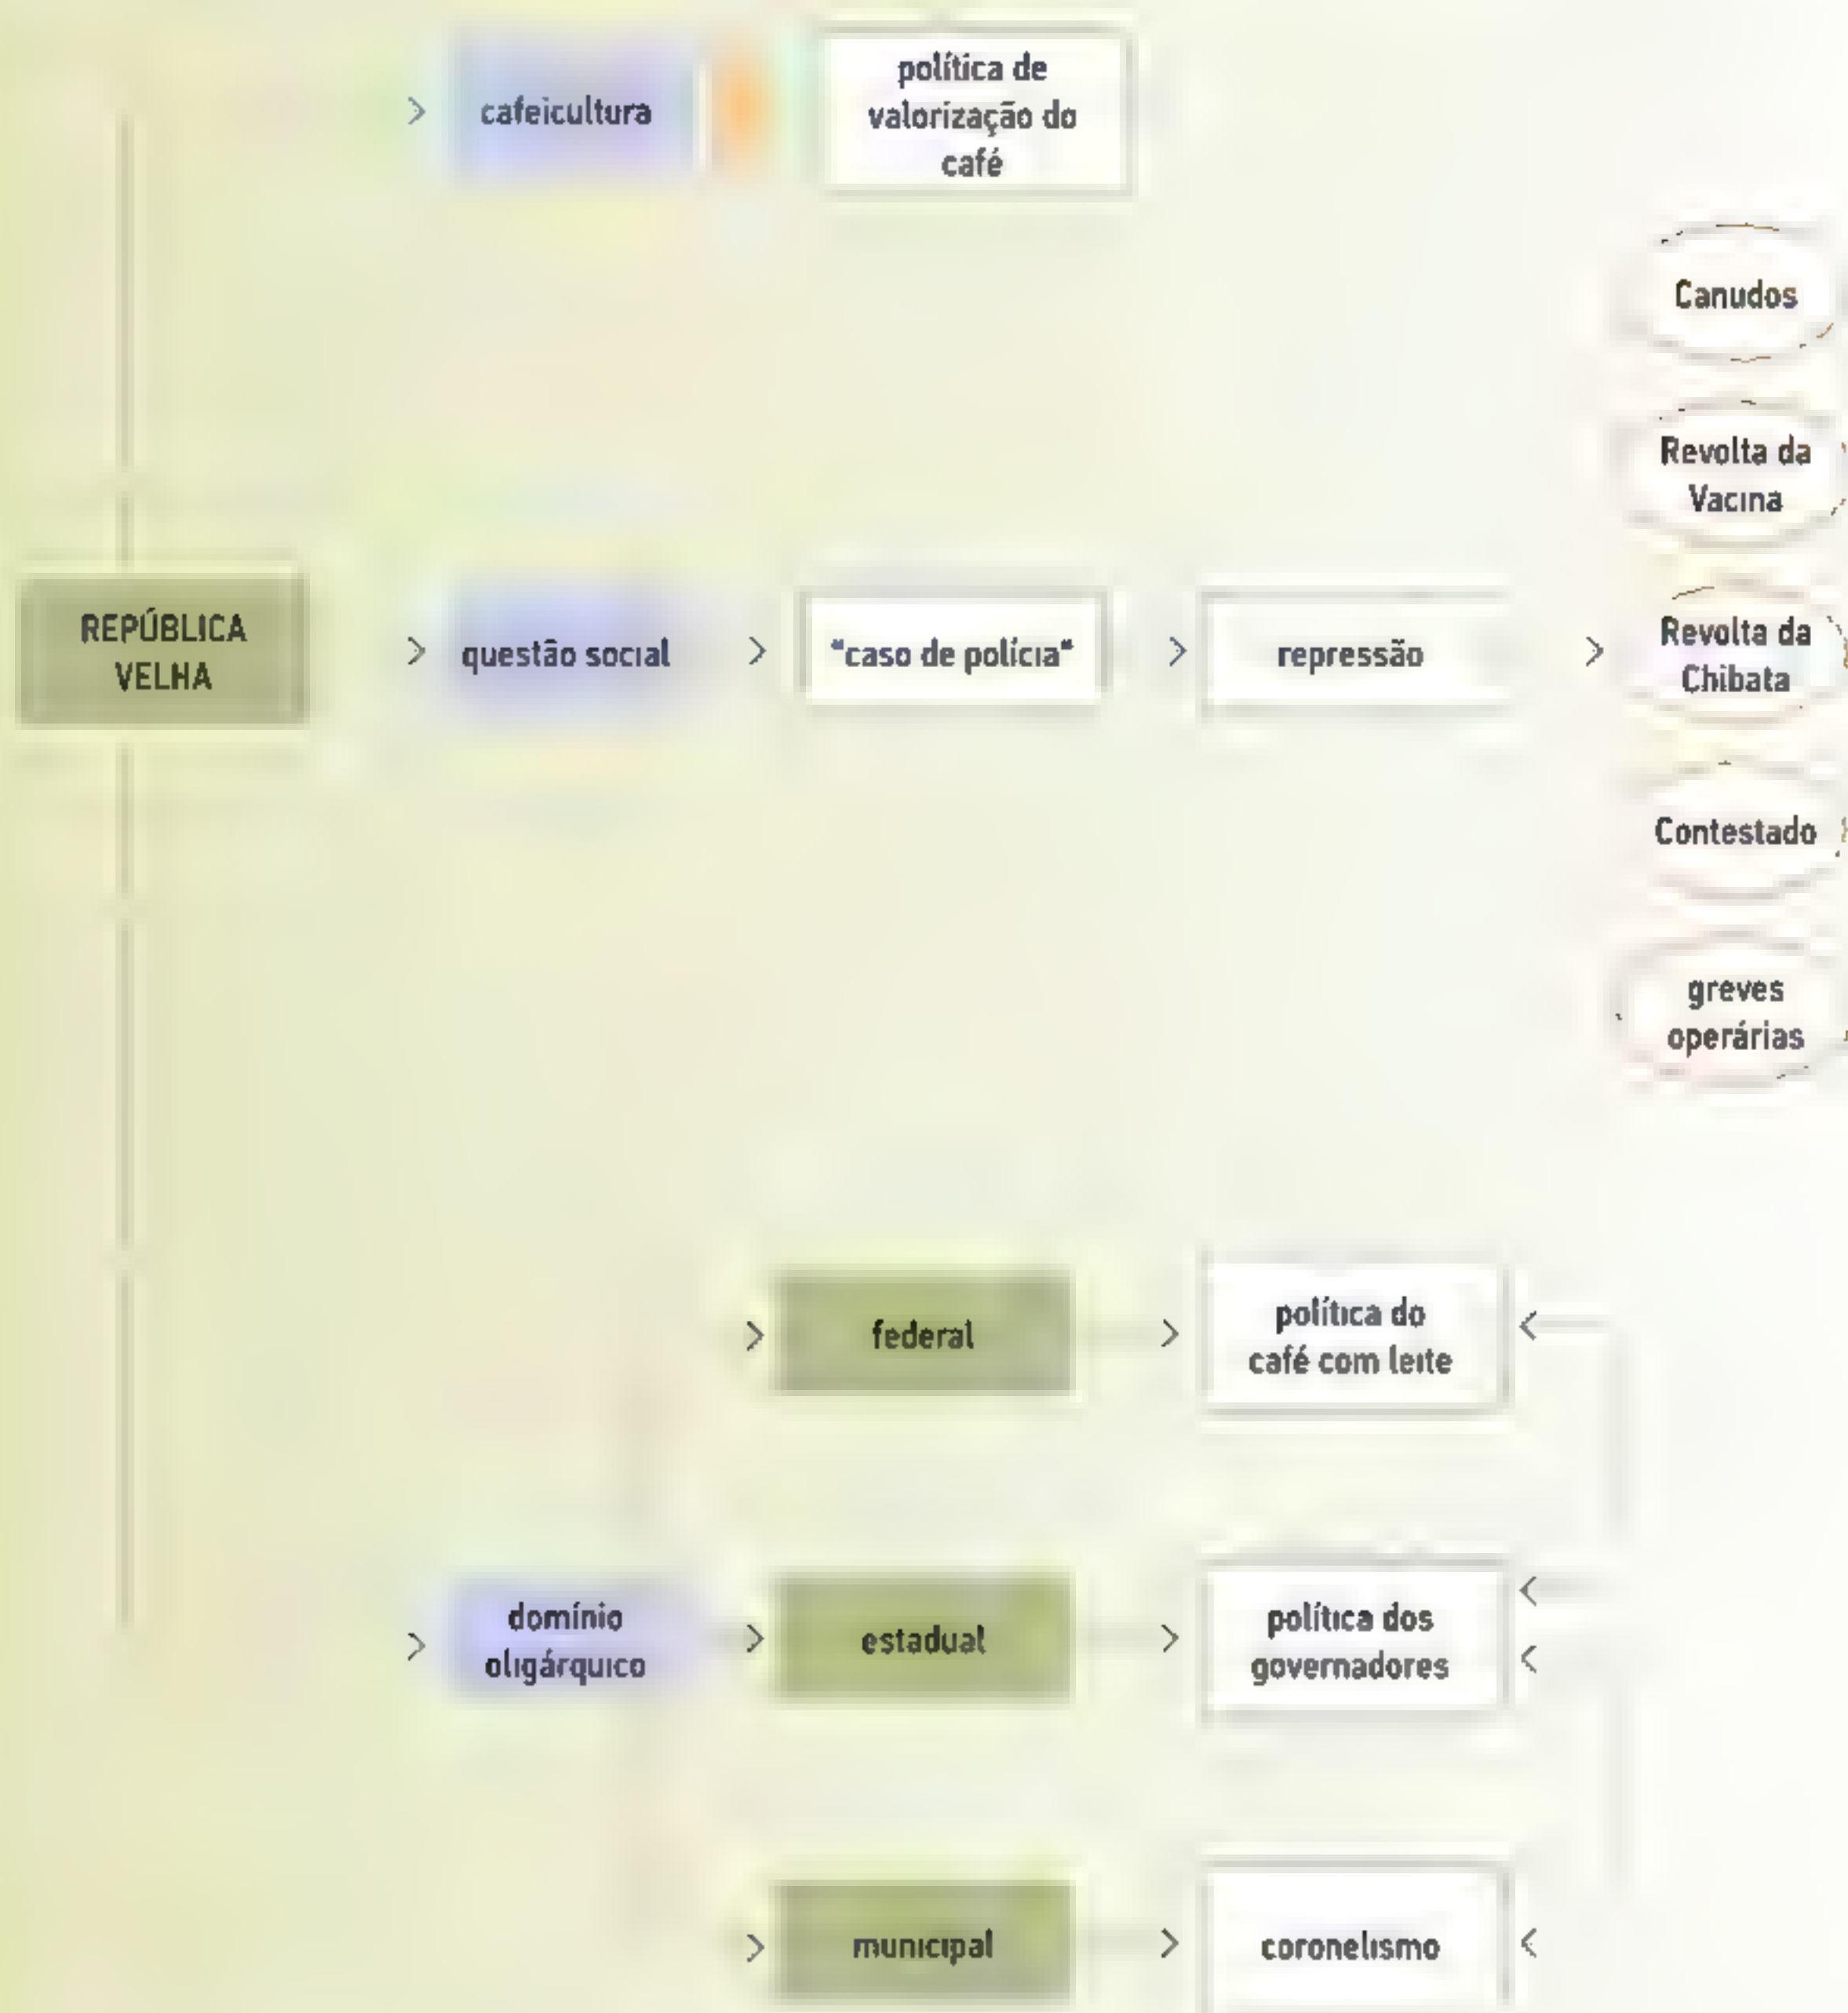 cafeicultura
política de
valorização do
café
Canudos
Revolta da
Vacina
REPÚBLICA
VELHA
questão social
"caso de polícia"
repressão
Revolta da
Chibata
Contestado
greves
operárias
federal
política do
café com leite
domínio
oligárquico
estadual
política dos
governadores
municipal
coronelismo